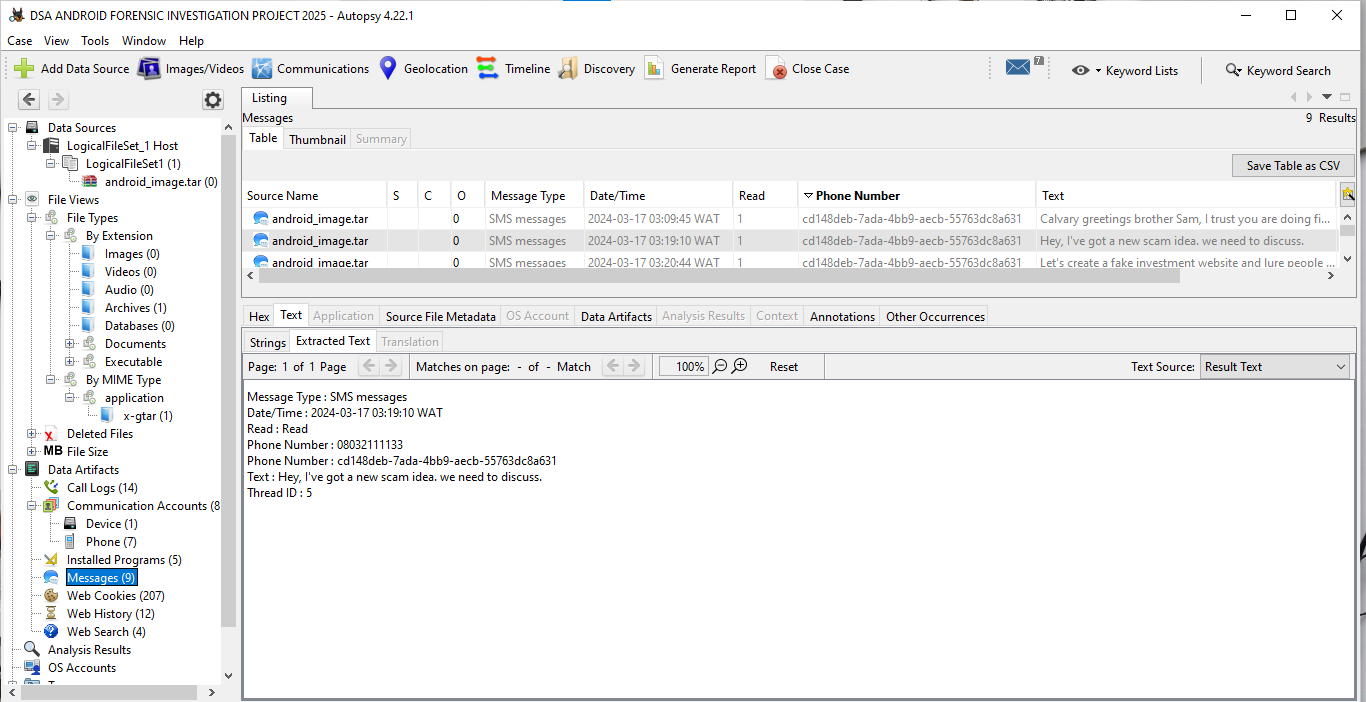 DSA ANDROID FORENSIC INVESTIGATION PROJECT 2025 - Autopsy 4.22.1
Case View Tools Window Help
Add Data Source Images/Videos Communications Geolocation Timeline Discovery Generate Report Close Case 7 Keyword Lists Keyword Search
Listing
Messages 9 Results
Table Thumbnail Summary
Save Table as CSV
Source Name S C O Message Type Date/Time Read Phone Number Text
android_image.tar 0 SMS messages 2024-03-17 03:09:45 WAT 1 cd148deb-7ada-4bb9-aecb-55763dc8a631 Calvary greetings brother Sam, I trust you are doing fi...
android_image.tar 0 SMS messages 2024-03-17 03:19:10 WAT 1 cd148deb-7ada-4bb9-aecb-55763dc8a631 Hey, I've got a new scam idea. we need to discuss.
android_image.tar 0 SMS messages 2024-03-17 03:20:44 WAT 1 cd148deb-7ada-4bb9-aecb-55763dc8a631 Let's create a fake investment website and lure people ...
Data Sources
LogicalFileSet_1 Host
LogicalFileSet1 (1)
android_image.tar (0)
File Views
File Types
By Extension
Images (0)
Videos (0)
Audio (0)
Archives (1)
Databases (0)
Documents
Executable
By MIME Type
application
x-gtar (1)
Deleted Files
MB File Size
Data Artifacts
Call Logs (14)
Communication Accounts (8
Device (1)
Phone (7)
Installed Programs (5)
Messages (9)
Web Cookies (207)
Web History (12)
Web Search (4)
Analysis Results
OS Accounts
Hex Text Application Source File Metadata OS Account Data Artifacts Analysis Results Context Annotations Other Occurrences
Strings Extracted Text Translation
Page: 1 of 1 Page Matches on page: - of - Match 100% Reset Text Source: Result Text
Message Type : SMS messages
Date/Time : 2024-03-17 03:19:10 WAT
Read : Read
Phone Number : 08032111133
Phone Number : cd148deb-7ada-4bb9-aecb-55763dc8a631
Text : Hey, I've got a new scam idea. we need to discuss.
Thread ID : 5